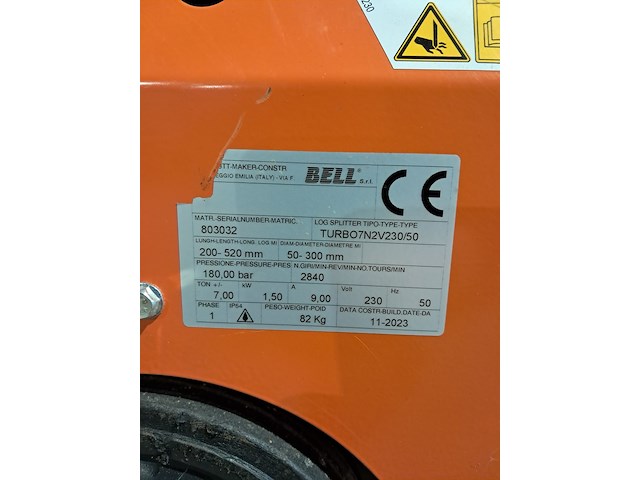 230
STT-MAKER-CONSTR
EGGIO EMILIA (ITALY) - VIA F
BELL® S.r.l.
CE
MATR.-SERIALNUMBER-MATRIC.
LOG SPLITTER TIPO-TYPE-TYPE
803032
TURBO7N2V230/50
LUNGH-LENGTH-LONG. LOG MI
DIAM-DIAMETER-DIAMETRE MI
200- 520 mm
50- 300 mm
PRESSIONE-PRESSURE-PRES
N.GIRI/MIN-REV/MIN-NO.TOURS/MIN
180,00 bar
2840
TON +/-
kW
A
Volt
Hz
7,00
1,50
9,00
230
50
PHASE
IP54
PESO-WEIGHT-POID
DATA COSTR-BUILD.DATE-DA
1
82 Kg
11-2023